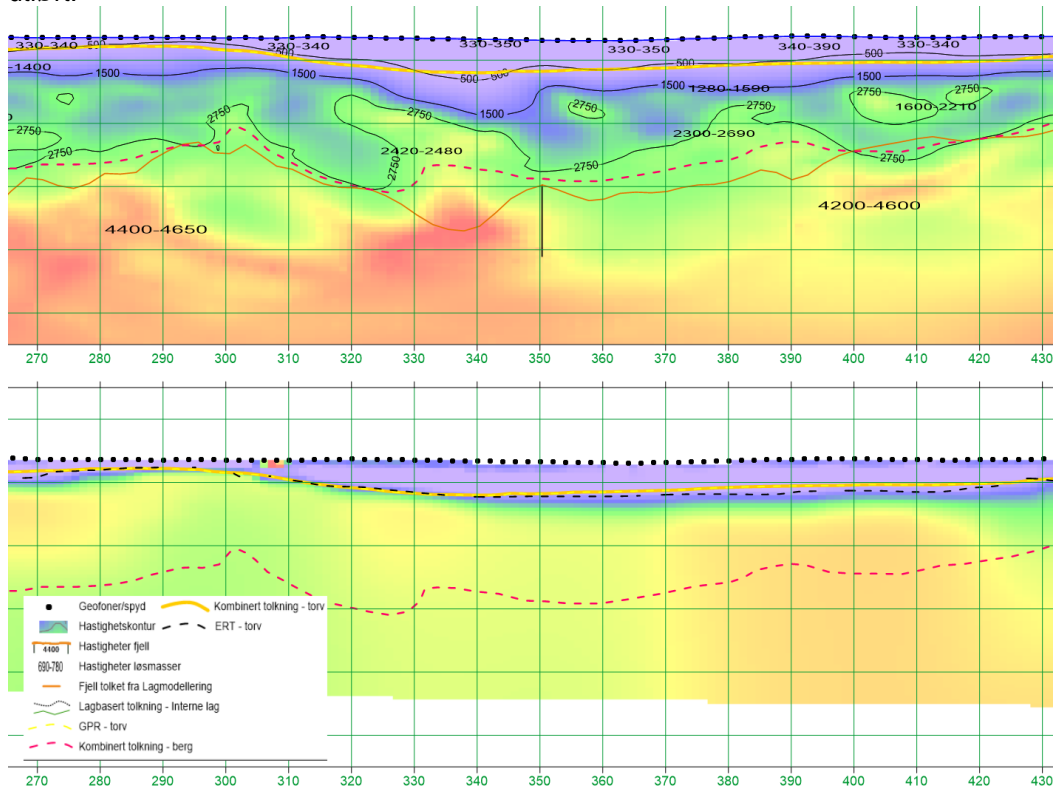 330-340 500 330-340 500 330-350 330-350 340-390 500 330-340
-1400 1500 1500 500 500 500 1500 1280-1590 1500
2750 2750 2750 1500 2750 2750 2750 1600-2210
2750 2750 2420-2480 2750 2750 2300-2690 2750
4400-4650 4200-4600
270 280 290 300 310 320 330 340 350 360 370 380 390 400 410 420 430
Geofoner/spyd Kombinert tolkning - torv
Hastighetskontur ERT - torv
4400 Hastigheter fjell
690-780 Hastigheter løsmasser
Fjell tolket fra Lagmodellering
Lagbasert tolkning - Interne lag
GPR - torv
Kombinert tolkning - berg
270 280 290 300 310 320 330 340 350 360 370 380 390 400 410 420 430